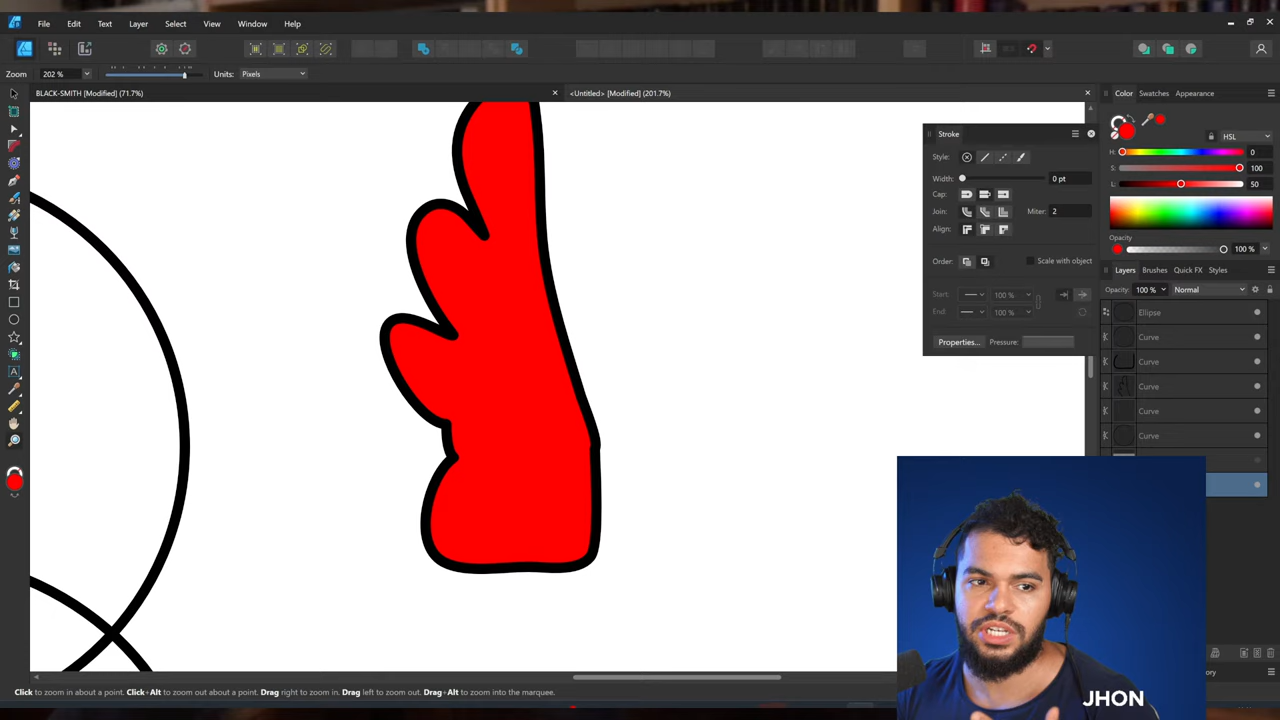 File Edit Text Layer Select View Window Help
Zoom 202 % Units: Pixels
BLACK-SMITH [Modified] (71.7%)
<Untitled> [Modified] (201.7%)
Color Swatches Appearance
HSL
H: 0
S: 100
L: 50
Opacity
100 %
Stroke
Style:
Width: 0 pt
Cap:
Join: Miter: 2
Align:
Order: Scale with object
Start: 100 %
End: 100 %
Properties... Pressure:
Layers Brushes Quick FX Styles
Opacity: 100 % Normal
Ellipse
Curve
Curve
Curve
Curve
Curve
Click to zoom in about a point. Click+Alt to zoom out about a point. Drag right to zoom in. Drag left to zoom out. Drag+Alt to zoom into the marquee.
JHON